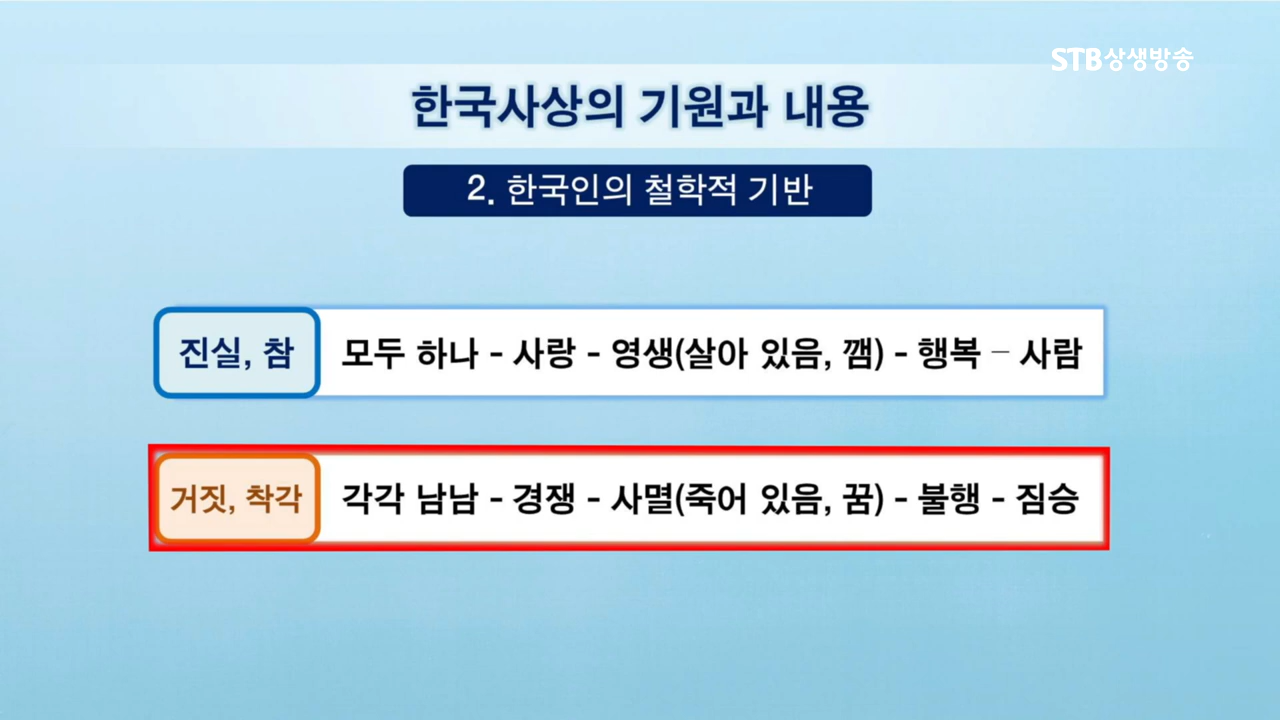 STB상생방송
한국사상의 기원과 내용
2. 한국인의 철학적 기반
진실, 참
모두 하나 - 사랑 - 영생(살아 있음, 깸) - 행복 – 사람
거짓, 착각
각각 남남 - 경쟁 - 사멸(죽어 있음, 꿈) - 불행 - 짐승